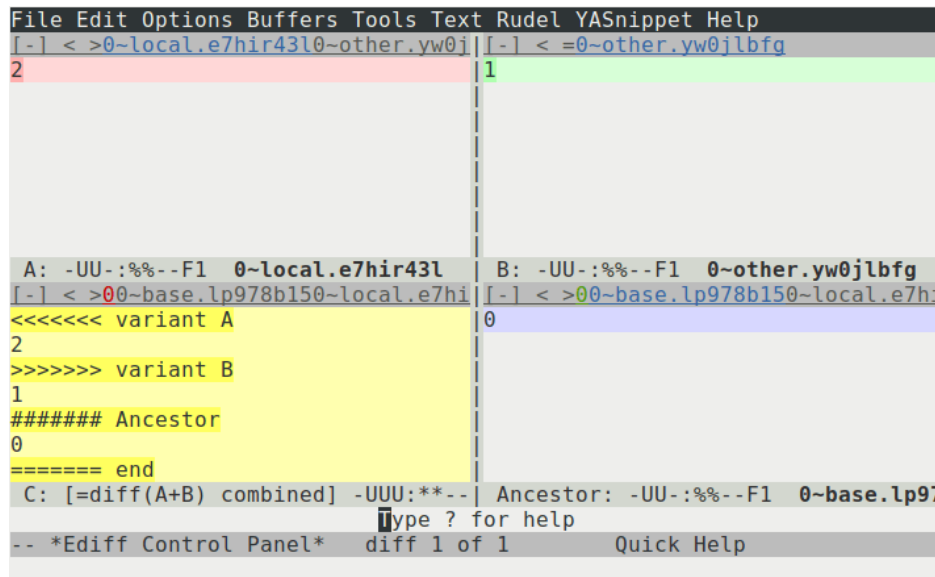 File Edit Options Buffers Tools Text Rudel YASnippet Help
[-] < >0~local.e7hir43l0~other.yw0j
[-] < =0~other.yw0jlbfg
2
1
A: -UU-:%%--F1 0~local.e7hir43l
B: -UU-:%%--F1 0~other.yw0jlbfg
[-] < >00~base.lp978b150~local.e7hi
[-] < >00~base.lp978b150~local.e7hi
<<<<<<< variant A
2
>>>>>>> variant B
1
####### Ancestor
0
======= end
0
C: [=diff(A+B) combined] -UUU:**--
Ancestor: -UU-:%%--F1 0~base.lp97
Type ? for help
-- *Ediff Control Panel* diff 1 of 1 Quick Help